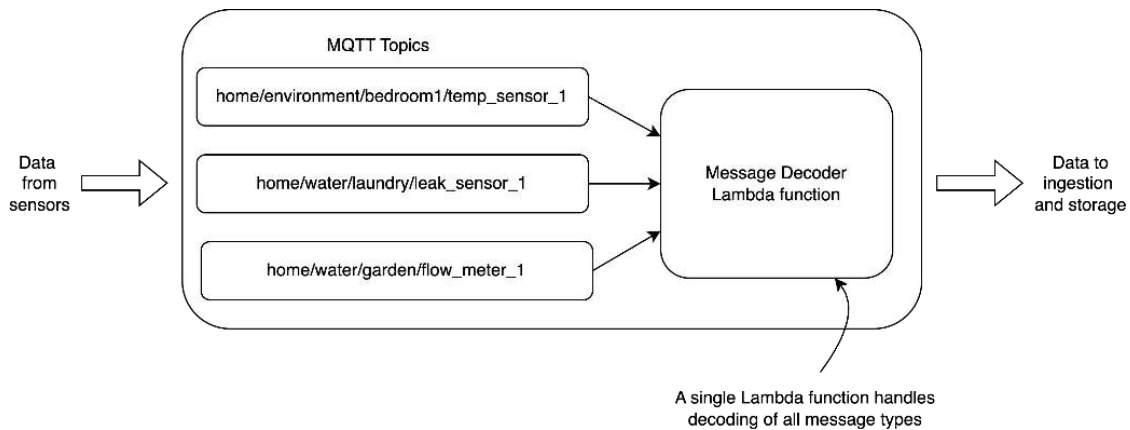 MQTT Topics
home/environment/bedroom1/temp_sensor_1
home/water/laundry/leak_sensor_1
home/water/garden/flow_meter_1
Data
from
sensors
Message Decoder
Lambda function
Data to
ingestion
and storage
A single Lambda function handles
decoding of all message types